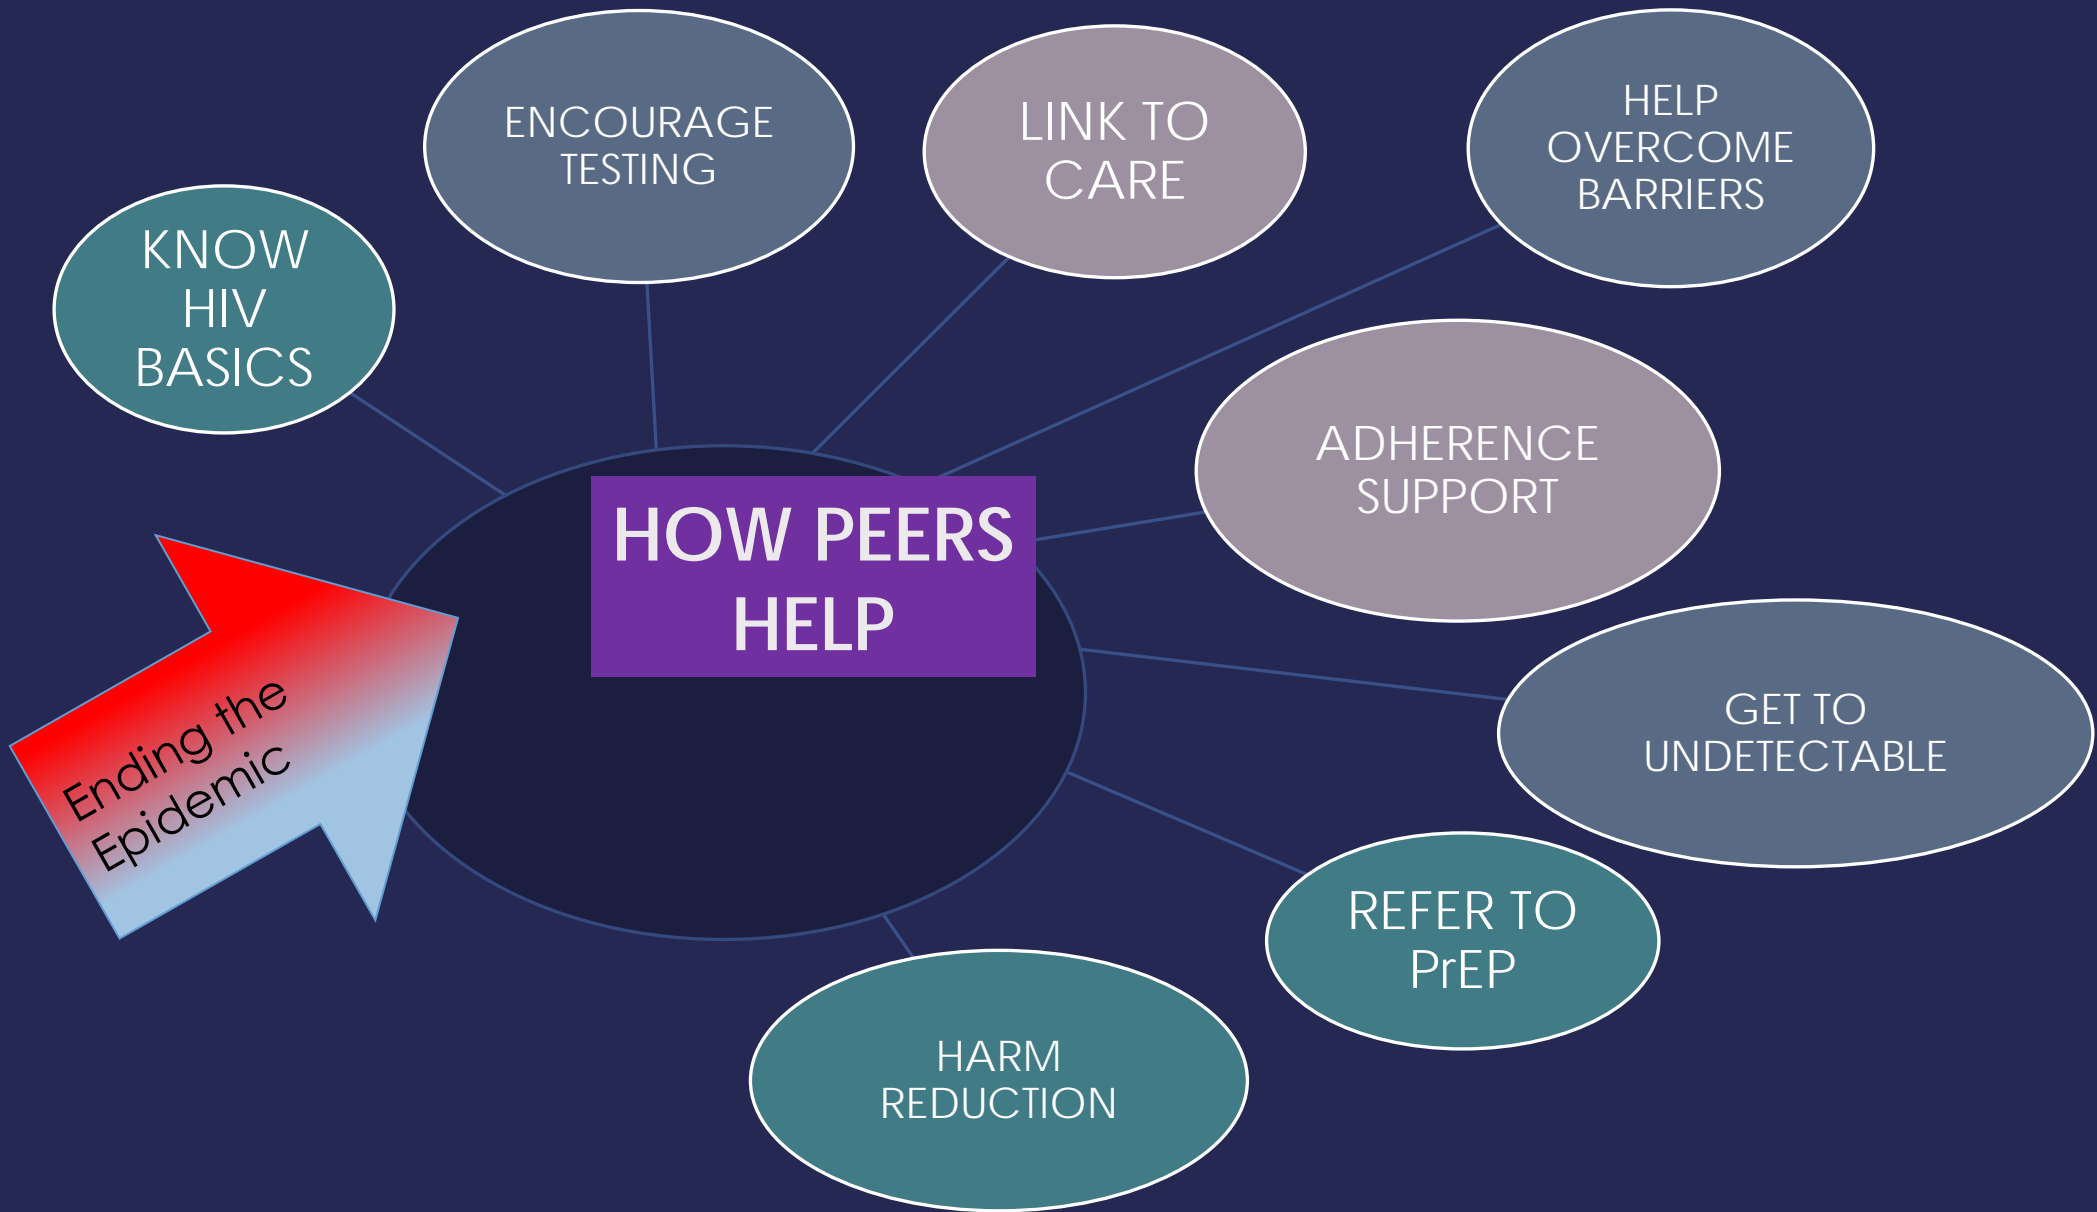 ENCOURAGE
TESTING
LINK TO
CARE
HELP
OVERCOME
BARRIERS
KNOW
HIV
BASICS
ADHERENCE
SUPPORT
HOW PEERS
HELP
Ending the
Epidemic
GET TO
UNDETECTABLE
REFER TO
PrEP
HARM
REDUCTION